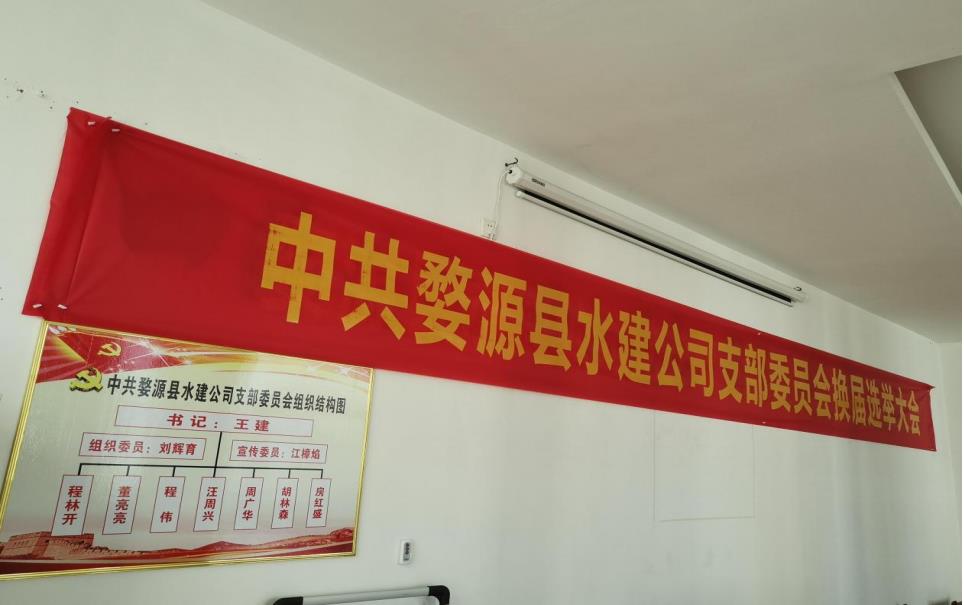 中共婺源县水建公司支部委员会换届选举大会
中共婺源县水建公司支部委员会组织结构图
书记：王建
组织委员：刘辉育
宣传委员：江樟焰
程林开
董亮亮
程伟
汪周兴
周广华
胡林森
房红盛